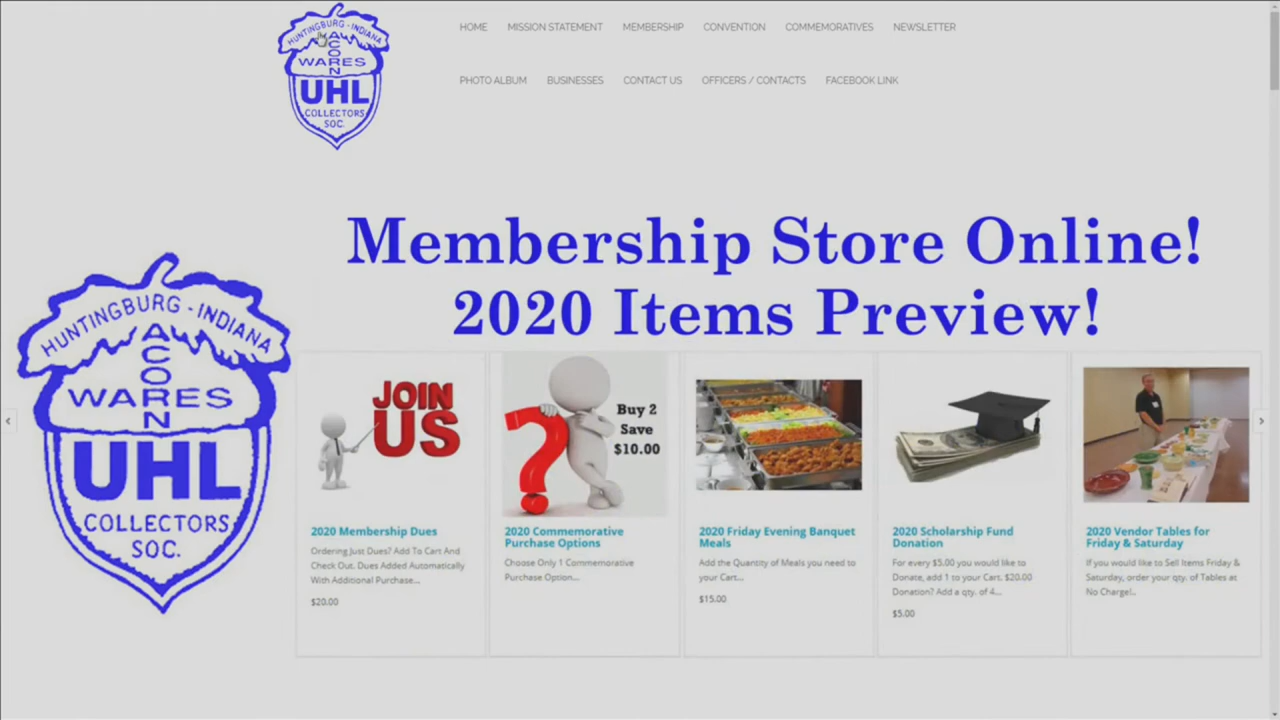 HUNTINGBURG - INDIANA
ACORN
WARES
UHL
COLLECTORS
SOC.
HOME MISSION STATEMENT MEMBERSHIP CONVENTION COMMEMORATIVES NEWSLETTER
PHOTO ALBUM BUSINESSES CONTACT US OFFICERS / CONTACTS FACEBOOK LINK
Membership Store Online!
2020 Items Preview!
HUNTINGBURG - INDIANA
ACORN
WARES
UHL
COLLECTORS
SOC.
JOIN
US
2020 Membership Dues
Ordering Just Dues? Add To Cart And
Check Out. Dues Added Automatically
With Additional Purchase...
$20.00
?
Buy 2
Save
$10.00
2020 Commemorative
Purchase Options
Choose Only 1 Commemorative
Purchase Option...
2020 Friday Evening Banquet
Meals
Add the Quantity of Meals you need to
your Cart...
$15.00
2020 Scholarship Fund
Donation
For every $5.00 you would like to
Donate, add 1 to your Cart. $20.00
Donation? Add a qty. of 4...
$5.00
2020 Vendor Tables for
Friday & Saturday
If you would like to Sell Items Friday &
Saturday, order your qty. of Tables at
No Charge!..